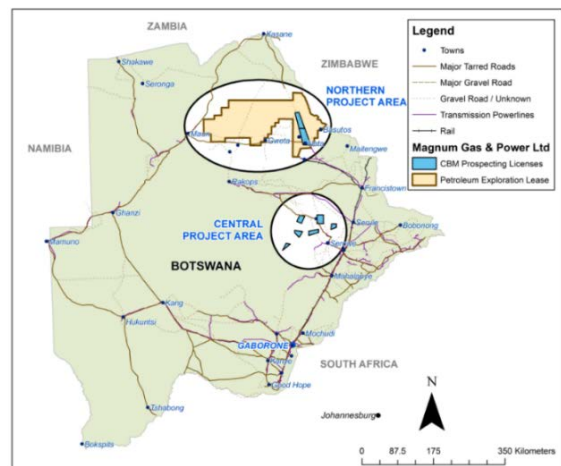 ZAMBIA
Kasane
Shakawe
Seronga
ZIMBABWE
NORTHERN
PROJECT AREA
Maun
Gweta
Nata
Basutos
Maitengwe
NAMIBIA
Rakops
Francistown
Ghanzi
CENTRAL
PROJECT AREA
Serule
Bobonong
Serowe
Mamuno
BOTSWANA
Mahalapye
Kang
Hukuntsi
Mochudi
GABORONE
Kanye
SOUTH AFRICA
Good Hope
Tshabong
Johannesburg
Bokspits
N
0 87.5 175 350 Kilometers
Legend
Towns
Major Tarred Roads
Major Gravel Road
Gravel Road / Unknown
Transmission Powerlines
Rail
Magnum Gas & Power Ltd
CBM Prospecting Licenses
Petroleum Exploration Lease